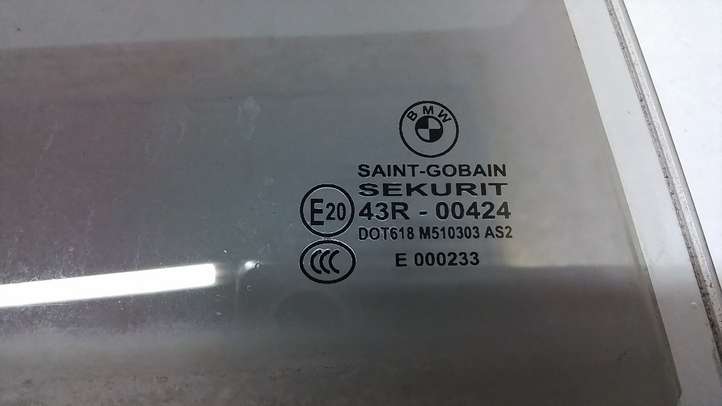 BMW
SAINT-GOBAIN
SEKURIT
E20 43R - 00424
DOT618 M510303 AS2
CCC E 000233